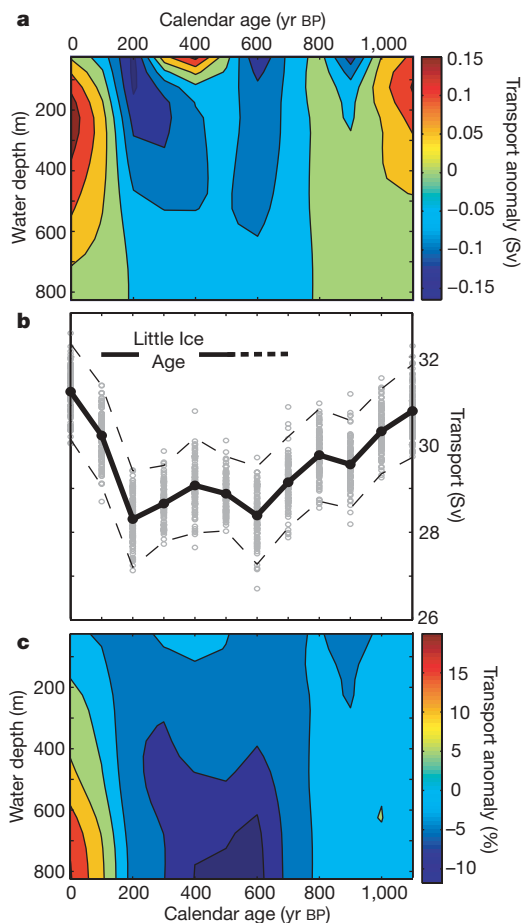 a
Calendar age (yr BP)
0 200 400 600 800 1,000
Water depth (m)
200
400
600
800
0.15
0.1
0.05
0
−0.05
−0.1
−0.15
Transport anomaly (Sv)
b
Little Ice
Age
32
30
28
26
Transport (Sv)
c
Water depth (m)
200
400
600
800
15
10
5
0
−5
−10
Transport anomaly (%)
0 200 400 600 800 1,000
Calendar age (yr BP)